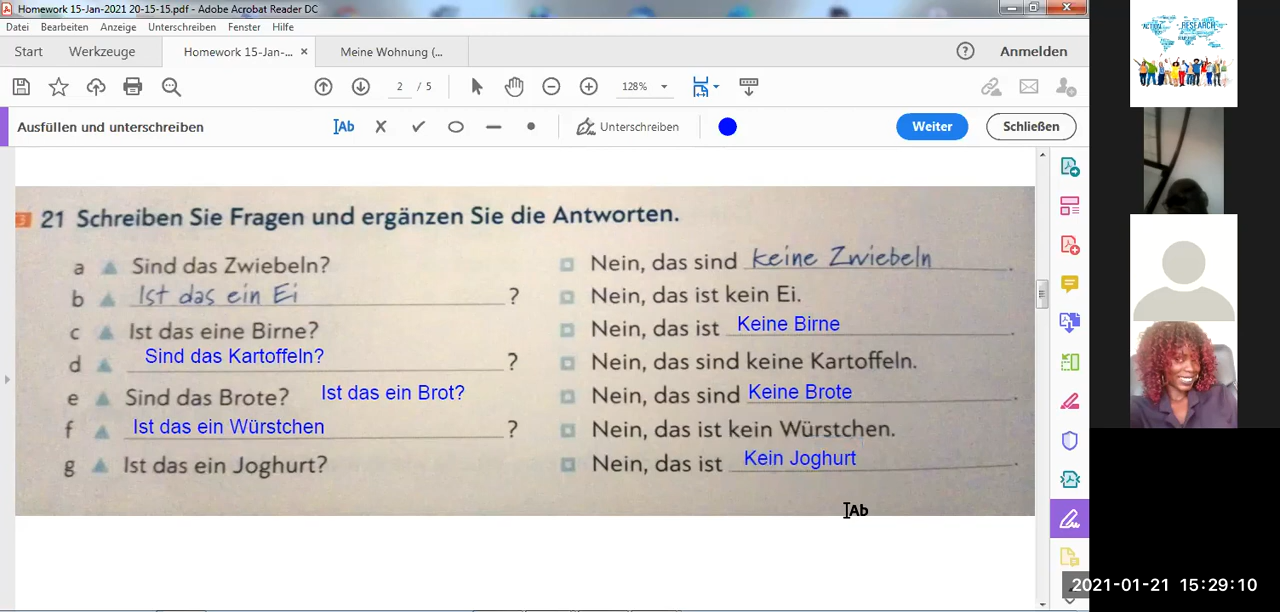 Homework 15-Jan-2021 20-15-15.pdf - Adobe Acrobat Reader DC
Datei Bearbeiten Anzeige Unterschreiben Fenster Hilfe
Start Werkzeuge Homework 15-Jan-... × Meine Wohnung (... ? Anmelden
2 / 5 128%
Ausfüllen und unterschreiben Ab Unterschreiben Weiter Schließen
21 Schreiben Sie Fragen und ergänzen Sie die Antworten.
a Sind das Zwiebeln? Nein, das sind keine Zwiebeln.
b Ist das ein Ei ? Nein, das ist kein Ei.
c Ist das eine Birne? Nein, das ist Keine Birne.
d Sind das Kartoffeln? ? Nein, das sind keine Kartoffeln.
e Sind das Brote? Ist das ein Brot? Nein, das sind Keine Brote.
f Ist das ein Würstchen ? Nein, das ist kein Würstchen.
g Ist das ein Joghurt? Nein, das ist Kein Joghurt.
Ab
ACTION RESEARCH
2021-01-21 15:29:10